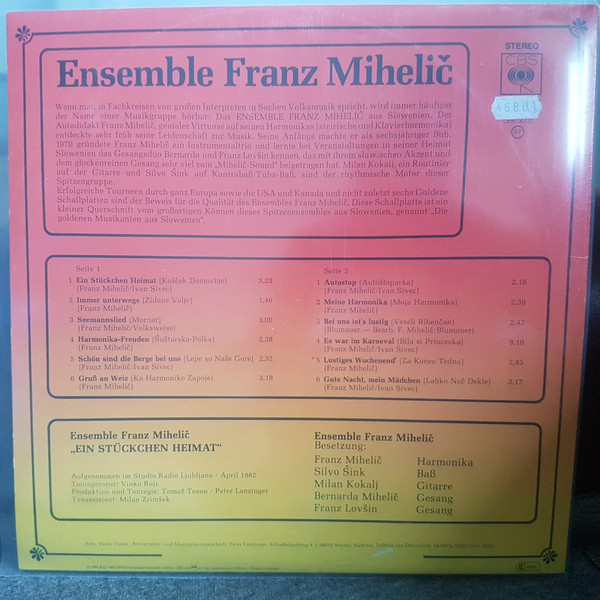 STEREO
CBS
4680,1
Ensemble Franz Mihelič
Wenn man in Fachkreisen von großen Interpreten in Sachen Volksmusik spricht, wird immer häufiger
der Name einer Musikgruppe hörbar: Das ENSEMBLE FRANZ MIHELIČ aus Slowenien. Der
Autodidakt Franz Mihelič, genialer Virtuose auf seinen Harmonikas (steirische und Klavierharmonika)
entdeckte sehr früh seine Leidenschaft zur Musik. Seine Anfänge machte er als sechsjähriger Bub.
1970 gründete Franz Mihelič ein Instrumentaltrio und lernte bei Veranstaltungen in seiner Heimat
Slowenien das Gesangsduo Bernarda und Franz Lovšin kennen, das mit ihrem slawischen Akzent und
dem glockenreinen Gesang sehr viel zum „Mihelič-Sound" beigetragen hat. Milan Kokalj, ein Routinier
auf der Gitarre und Silvo Šink auf Kontrabaß/Tuba-Baß, sind der rhythmische Motor dieser
Spitzengruppe.
Erfolgreiche Tourneen durch ganz Europa sowie die USA und Kanada und nicht zuletzt sechs Goldene
Schallplatten sind der Beweis für die Qualität des Ensembles Franz Mihelič. Diese Schallplatte ist ein
kleiner Querschnitt vom großartigen Können dieses Spitzenensembles aus Slowenien, genannt „Die
goldenen Musikanten aus Slowenien".
Seite 1
1 Ein Stückchen Heimat (Košček Domovine) 3,23
(Franz Mihelič/Ivan Sivec)
2 Immer unterwegs (Zidane Volje) 1,46
(Franz Mihelič)
3 Seemannslied (Mornar) 3,00
(Franz Mihelič/Volksweise)
4 Harmonika-Freuden (Šuštarska-Polka) 2,38
(Franz Mihelič)
5 Schön sind die Berge bei uns (Lepe so Naše Gore) 2,32
(Franz Mihelič/Ivan Sivec)
6 Gruß an Weiz (Ko Harmoniko Zapoje) 3,18
(Franz Mihelič)
Seite 2
1 Autostop (Autoštoparka) 2,18
(Franz Mihelič/Ivan Sivec)
2 Meine Harmonika (Moja Harmonika) 2,39
(Franz Mihelič)
3 Bei uns ist's lustig (Veseli Ribenčan) 2,42
(Blumauer — Bearb. F. Mihelič/Blumauer)
4 Es war im Karneval (Bila si Princeska) 3,16
(Franz Mihelič/Ivan Sivec)
5 Lustiges Wochenend' (Za Konec Tedna) 2,45
(Franz Mihelič)
6 Gute Nacht, mein Mädchen (Lahko Noč Dekle) 3,17
(Franz Mihelič/Ivan Sivec)
Ensemble Franz Mihelič
„EIN STÜCKCHEN HEIMAT"
Aufgenommen im Studio Radio Ljubljana / April 1982
Toningenieur: Vinko Rojc
Produktion und Tonregie: Tomaž Tozon / Peter Lanzinger
Tonassistent: Milan Zrimšek
Ensemble Franz Mihelič
Besetzung:
Franz Mihelič Harmonika
Silvo Šink Baß
Milan Kokalj Gitarre
Bernarda Mihelič Gesang
Franz Lovšin Gesang